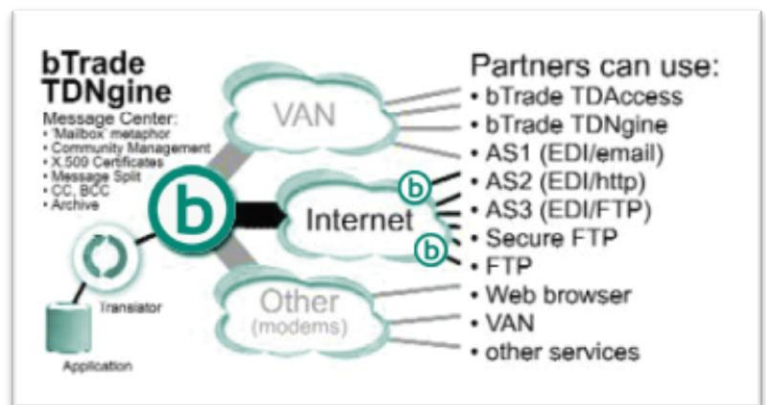 bTrade
TDNgine
Message Center:
• 'Mailbox' metaphor
• Community Management
• X.509 Certificates
• Message Split
• CC, BCC
• Archive
Translator
Application
b
VAN
Internet
b
b
Other
(modems)
Partners can use:
• bTrade TDAccess
• bTrade TDNgine
• AS1 (EDI/email)
• AS2 (EDI/http)
• AS3 (EDI/FTP)
• Secure FTP
• FTP
• Web browser
• VAN
• other services